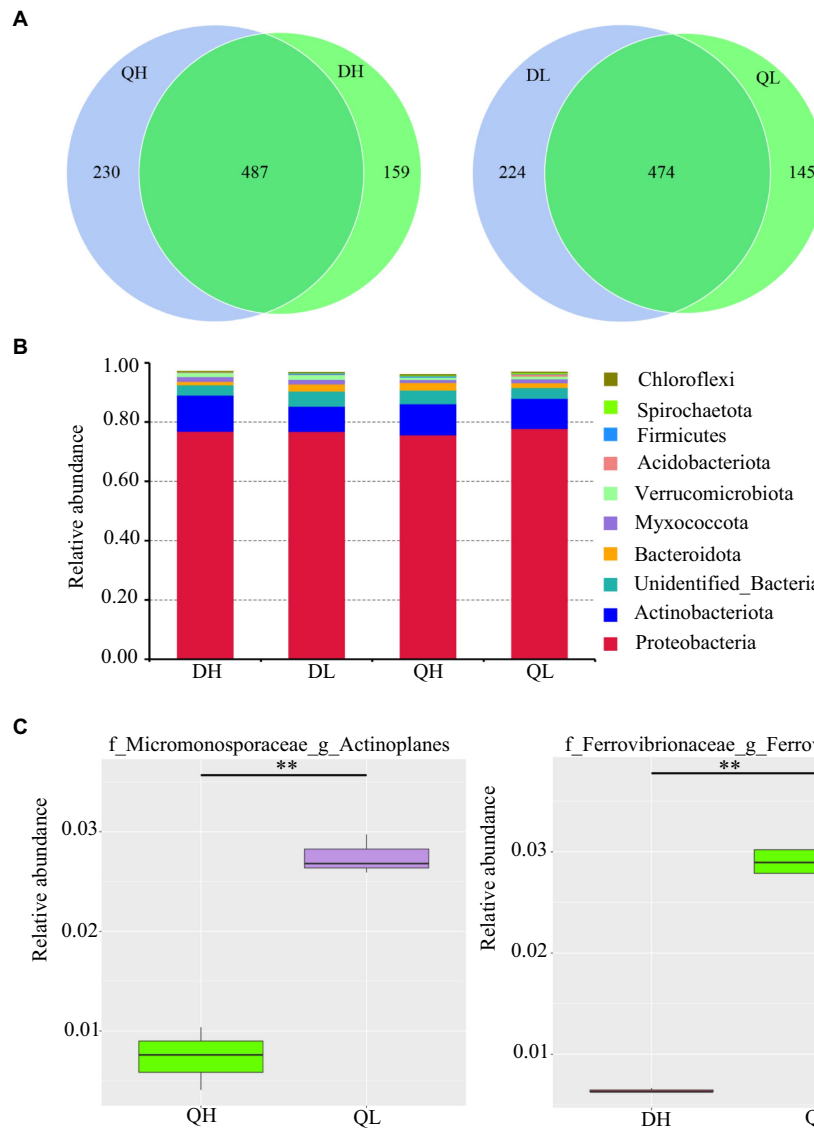 A
QH
DH
DL
QL
230
487
159
224
474
145
B
Relative abundance
1.00
0.80
0.60
0.40
0.20
0.00
DH
DL
QH
QL
Chloroflexi
Spirochaetota
Firmicutes
Acidobacteriota
Verrucomicrobiota
Myxococcota
Bacteroidota
Unidentified_Bacteria
Actinobacteriota
Proteobacteria
C
f_Micromonosporaceae_g_Actinoplanes
**
Relative abundance
0.03
0.02
0.01
QH
QL
f_Ferrovibrionaceae_g_Ferrov
**
Relative abundance
0.03
0.02
0.01
DH